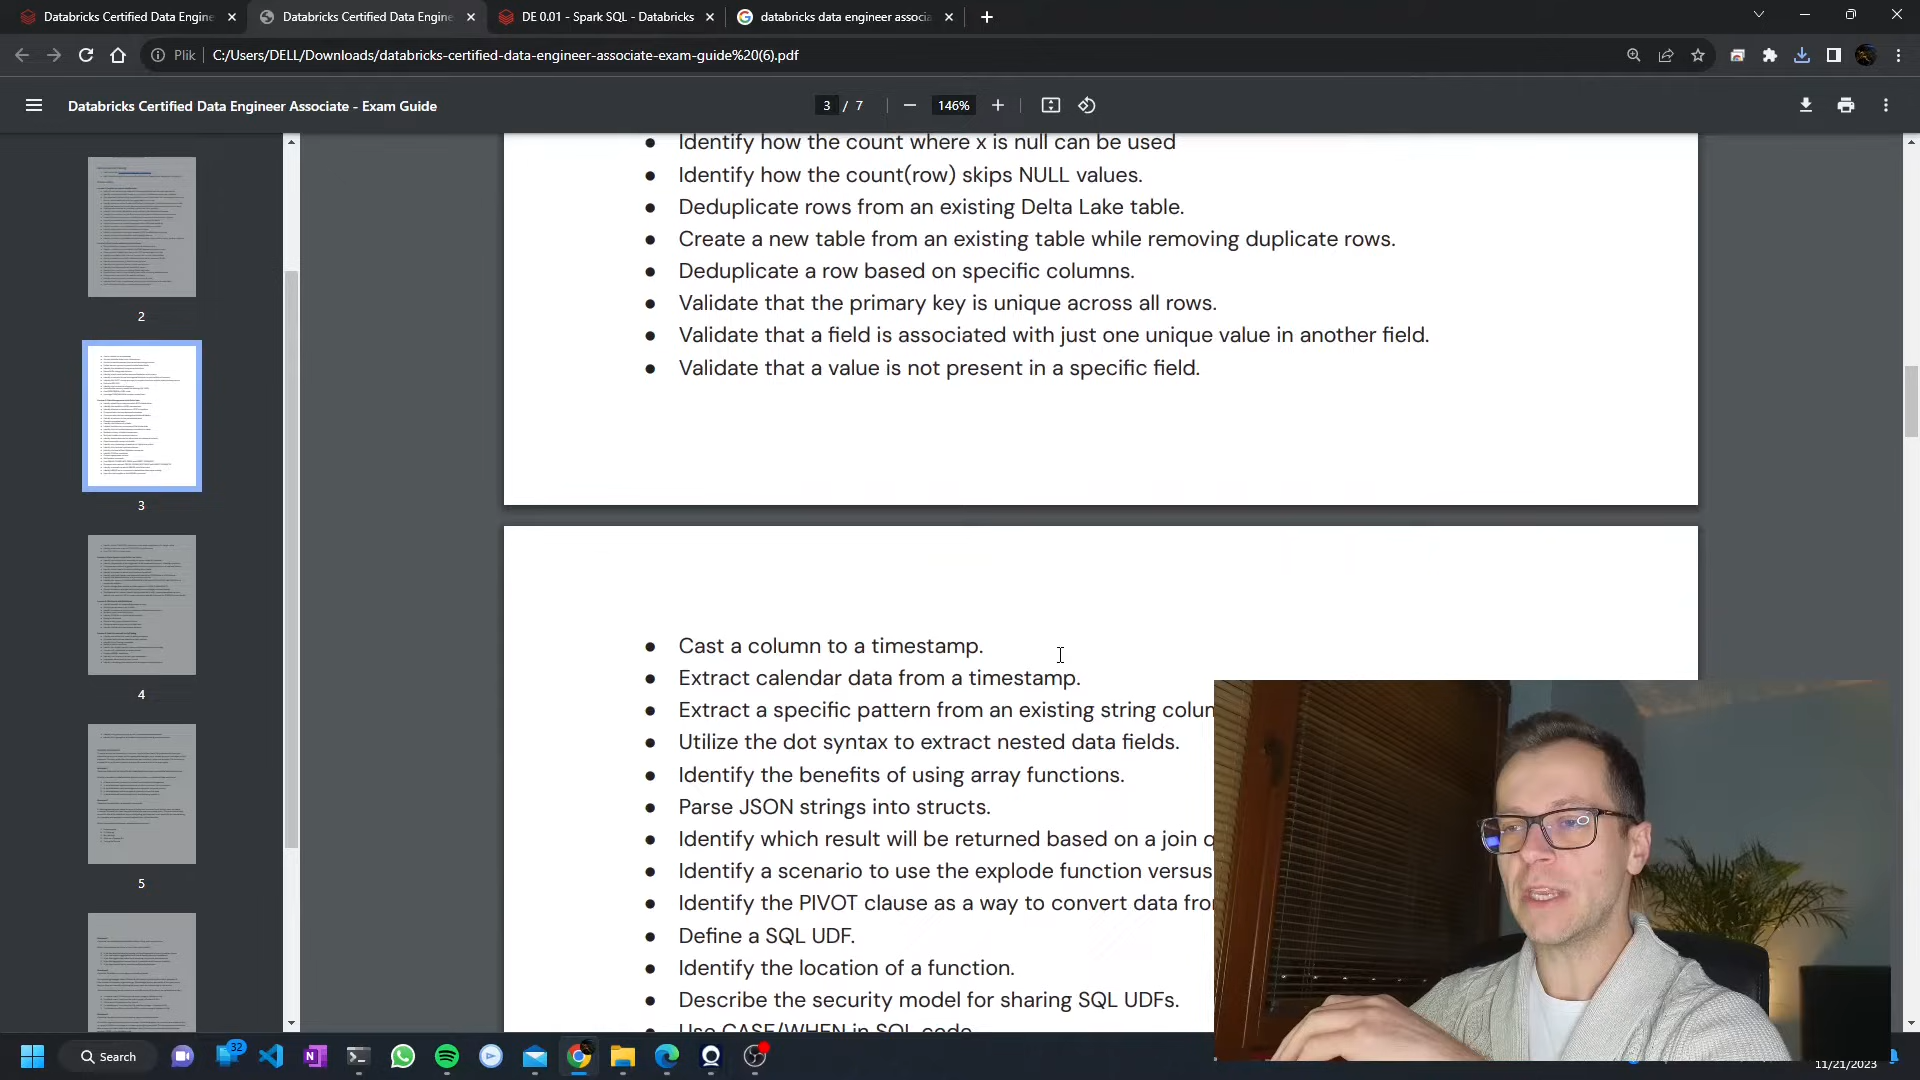 Databricks Certified Data Engine
Databricks Certified Data Engine
DE 0.01 - Spark SQL - Databricks
databricks data engineer associa
Plik
C:/Users/DELL/Downloads/databricks-certified-data-engineer-associate-exam-guide%20(6).pdf
Databricks Certified Data Engineer Associate - Exam Guide
3 / 7
146%
2
3
4
5
Identify how the count where x is null can be used
Identify how the count(row) skips NULL values.
Deduplicate rows from an existing Delta Lake table.
Create a new table from an existing table while removing duplicate rows.
Deduplicate a row based on specific columns.
Validate that the primary key is unique across all rows.
Validate that a field is associated with just one unique value in another field.
Validate that a value is not present in a specific field.
Cast a column to a timestamp.
Extract calendar data from a timestamp.
Extract a specific pattern from an existing string colum
Utilize the dot syntax to extract nested data fields.
Identify the benefits of using array functions.
Parse JSON strings into structs.
Identify which result will be returned based on a join q
Identify a scenario to use the explode function versus
Identify the PIVOT clause as a way to convert data fro
Define a SQL UDF.
Identify the location of a function.
Describe the security model for sharing SQL UDFs.
Use CASE/WHEN in SQL code
Search
32
11/21/2023